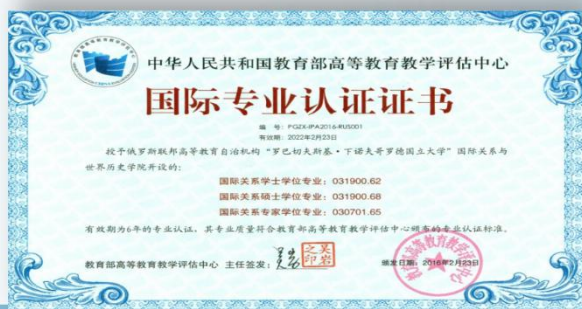 中华人民共和国教育部高等教育教学评估中心
国际专业认证证书
编 号：PGZX-IPA2016-RUS001
有效期：2022年2月23日
授予俄罗斯联邦高等教育自治机构“罗巴切夫斯基·下诺夫哥罗德国立大学”国际关系与
世界历史学院开设的：
国际关系学士学位专业：031900.62
国际关系硕士学位专业：031900.68
国际关系专家学位专业：030701.65
有效期为6年的专业认证。其专业质量符合教育部高等教育教学评估中心颁布的专业认证标准。
教育部高等教育教学评估中心 主任签发：
吴岩之印
颁发日期：2016年2月23日